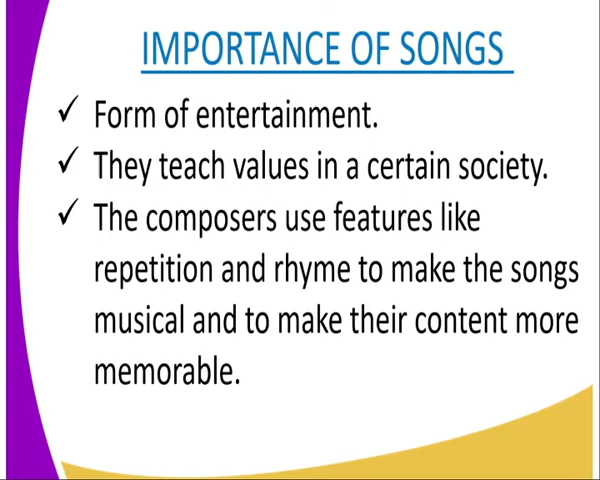 IMPORTANCE OF SONGS
✓ Form of entertainment.
✓ They teach values in a certain society.
✓ The composers use features like
repetition and rhyme to make the songs
musical and to make their content more
memorable.